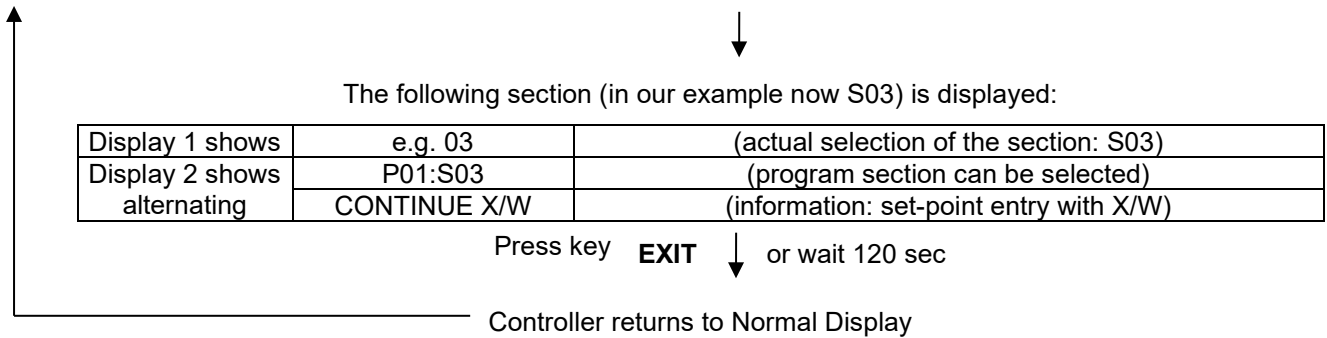 The following section (in our example now S03) is displayed:
Display 1 shows e.g. 03 (actual selection of the section: S03)
Display 2 shows alternating P01:S03 (program section can be selected)
CONTINUE X/W (information: set-point entry with X/W)
Press key EXIT or wait 120 sec
Controller returns to Normal Display